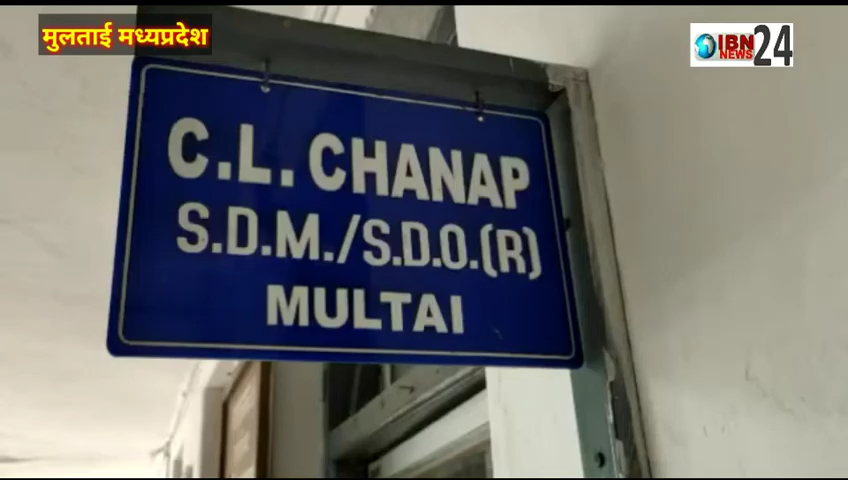 मुलताई मध्यप्रदेश
IBN
NEWS
24
C.L. CHANAP
S.D.M./S.D.O.(R)
MULTAI